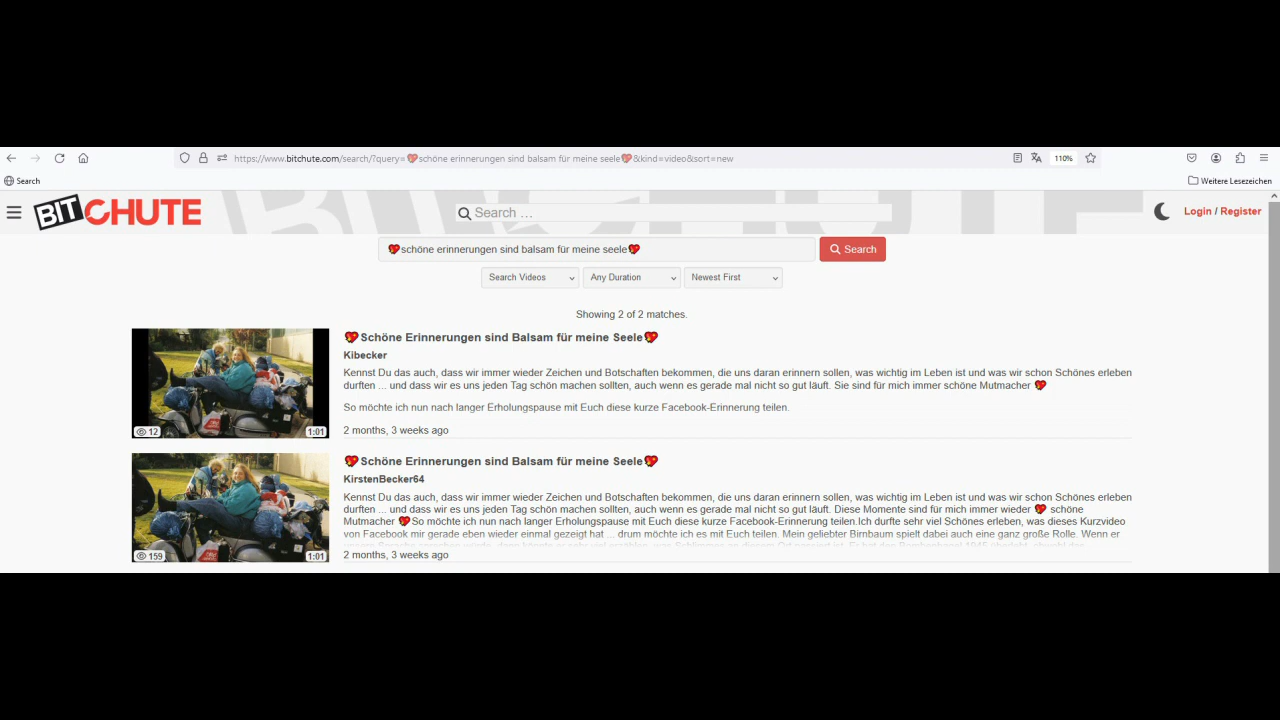 https://www.bitchute.com/search/?query=💖schöne erinnerungen sind balsam für meine seele💖&kind=video&sort=new
110%
Search
Weitere Lesezeichen
BITCHUTE
Search ...
Login / Register
💖schöne erinnerungen sind balsam für meine seele💖
Search
Search Videos
Any Duration
Newest First
Showing 2 of 2 matches.
💖Schöne Erinnerungen sind Balsam für meine Seele💖
Kibecker
Kennst Du das auch, dass wir immer wieder Zeichen und Botschaften bekommen, die uns daran erinnern sollen, was wichtig im Leben ist und was wir schon Schönes erleben
durften ... und dass wir es uns jeden Tag schön machen sollten, auch wenn es gerade mal nicht so gut läuft. Sie sind für mich immer schöne Mutmacher 💖
So möchte ich nun nach langer Erholungspause mit Euch diese kurze Facebook-Erinnerung teilen.
12
1:01
2 months, 3 weeks ago
💖Schöne Erinnerungen sind Balsam für meine Seele💖
KirstenBecker64
Kennst Du das auch, dass wir immer wieder Zeichen und Botschaften bekommen, die uns daran erinnern sollen, was wichtig im Leben ist und was wir schon Schönes erleben
durften ... und dass wir es uns jeden Tag schön machen sollten, auch wenn es gerade mal nicht so gut läuft. Diese Momente sind für mich immer wieder 💖 schöne
Mutmacher 💖So möchte ich nun nach langer Erholungspause mit Euch diese kurze Facebook-Erinnerung teilen.Ich durfte sehr viel Schönes erleben, was dieses Kurzvideo
von Facebook mir gerade eben wieder einmal gezeigt hat ... drum möchte ich es mit Euch teilen. Mein geliebter Birnbaum spielt dabei auch eine ganz große Rolle. Wenn er
159
1:01
2 months, 3 weeks ago